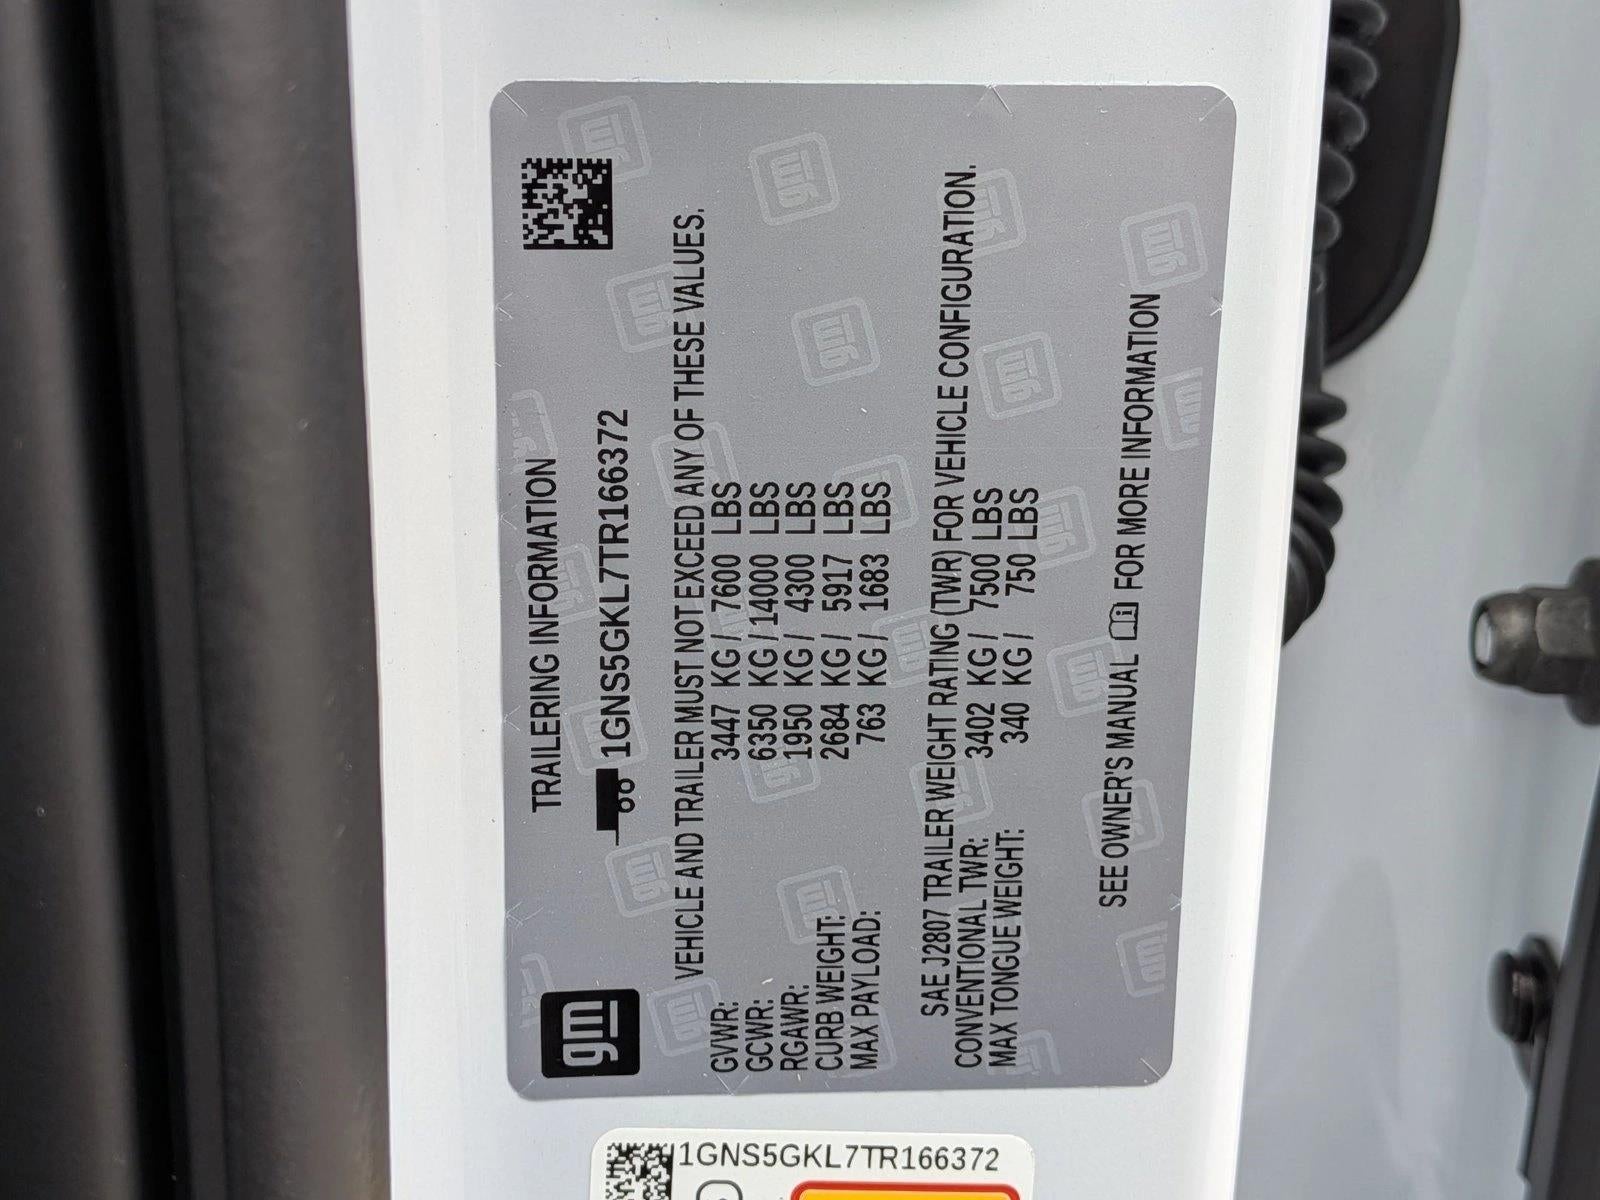 gm
TRAILERING INFORMATION
1GNS5GKL7TR166372
VEHICLE AND TRAILER MUST NOT EXCEED ANY OF THESE VALUES.
GVWR: 3447 KG / 7600 LBS
GCWR: 6350 KG / 14000 LBS
RGAWR: 1950 KG / 4300 LBS
CURB WEIGHT: 2684 KG / 5917 LBS
MAX PAYLOAD: 763 KG / 1683 LBS
SAE J2807 TRAILER WEIGHT RATING (TWR) FOR VEHICLE CONFIGURATION.
CONVENTIONAL TWR: 3402 KG / 7500 LBS
MAX TONGUE WEIGHT: 340 KG / 750 LBS
SEE OWNER'S MANUAL FOR MORE INFORMATION
1GNS5GKL7TR166372